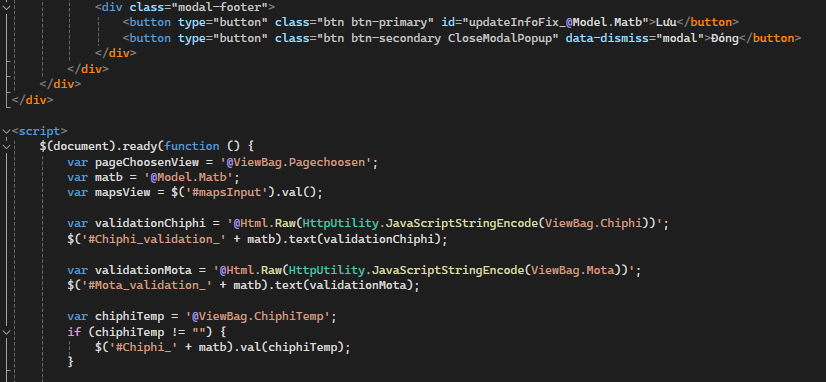 <div class="modal-footer">
<button type="button" class="btn btn-primary" id="updateInfoFix_@Model.Matb">Lưu</button>
<button type="button" class="btn btn-secondary CloseModalPopup" data-dismiss="modal">Đóng</button>
</div>
</div>
</div>
</div>
<script>
$(document).ready(function () {
var pageChoosenView = '@ViewBag.Pagechoosen';
var matb = '@Model.Matb';
var mapsView = $('#mapsInput').val();
var validationChiphi = '@Html.Raw(HttpUtility.JavaScriptStringEncode(ViewBag.Chiphi))';
$('#Chiphi_validation_' + matb).text(validationChiphi);
var validationMota = '@Html.Raw(HttpUtility.JavaScriptStringEncode(ViewBag.Mota))';
$('#Mota_validation_' + matb).text(validationMota);
var chiphiTemp = '@ViewBag.ChiphiTemp';
if (chiphiTemp != "") {
$('#Chiphi_' + matb).val(chiphiTemp);
}